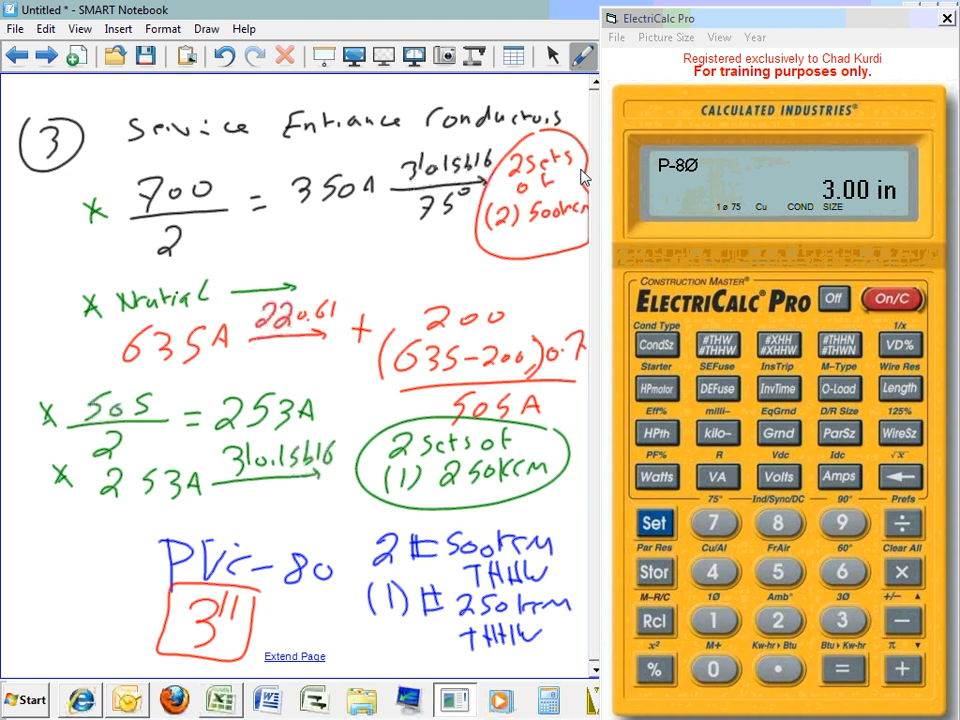 Untitled * - SMART Notebook
File Edit View Insert Format Draw Help
3 Service Entrance Conductors
x 700 / 2 = 350A 310.15b16 75° 2 sets of (2) 500kcm
x Nutral
635A 220.61 + 200
(635-200)0.7
505A
x 505 / 2 = 253A
x 253A 310.15b16
2 sets of
(1) 250kcm
PVC-80
3"
2 # 500kcm
THHW
(1) # 250kcm
THHW
Extend Page
Start
ElectriCalc Pro
File Picture Size View Year
Registered exclusively to Chad Kurdi
For training purposes only.
CALCULATED INDUSTRIES®
P-80
3.00 in
1ø 75 Cu COND SIZE
CONSTRUCTION MASTER®
ELECTRICALC® PRO Off On/C
Cond Type 1/x
CondSz #THW #THHW #XHH #XHHW #THHN #THWN VD%
Starter SEFuse InsTrip M-Type Wire Res
HPmotor DEFuse InvTime O-Load Length
Eff% milli– EqGrnd D/R Size 125%
HPth kilo– Grnd ParSz WireSz
PF% R Vdc Idc √x
Watts VA Volts Amps ←
75° Ind/Sync/DC 90° Prefs
Set 7 8 9 ÷
Par Res Cu/Al FrAir 60° Clear All
Stor 4 5 6 ×
M-R/C 1Ø Amb° 3Ø +/– ▲
Rcl 1 2 3 −
x² M+ Kw-hr ▸ Btu Btu ▸ Kw-hr π ▼
% 0 • = +